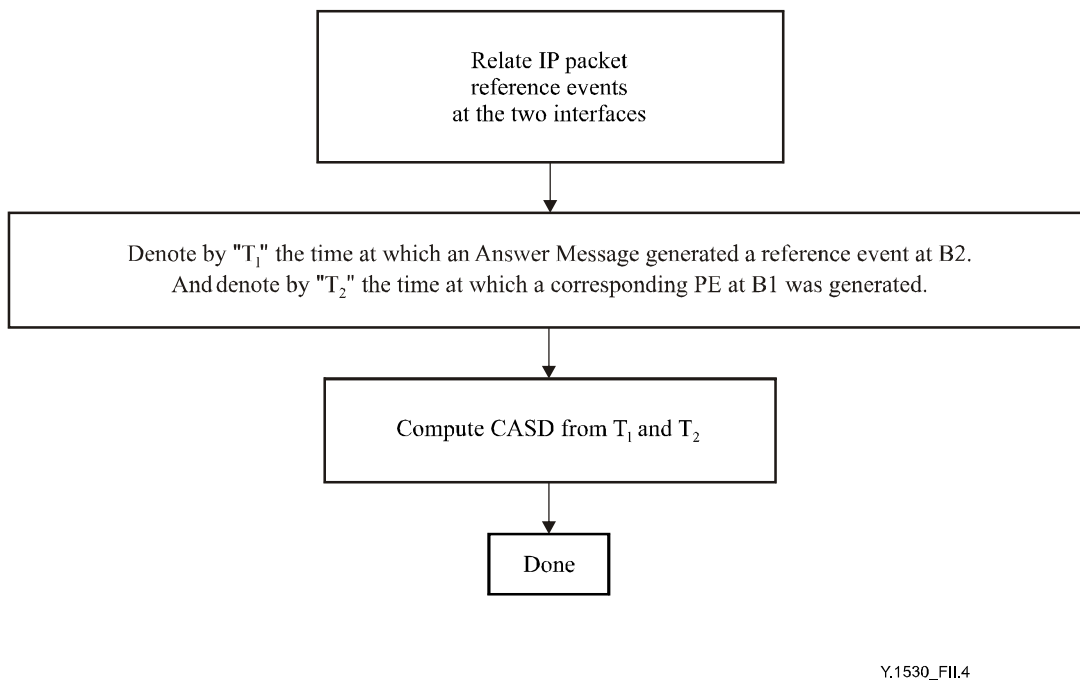 Relate IP packet
reference events
at the two interfaces
Denote by "T₁" the time at which an Answer Message generated a reference event at B2.
And denote by "T₂" the time at which a corresponding PE at B1 was generated.
Compute CASD from T₁ and T₂
Done
Y.1530_FII.4